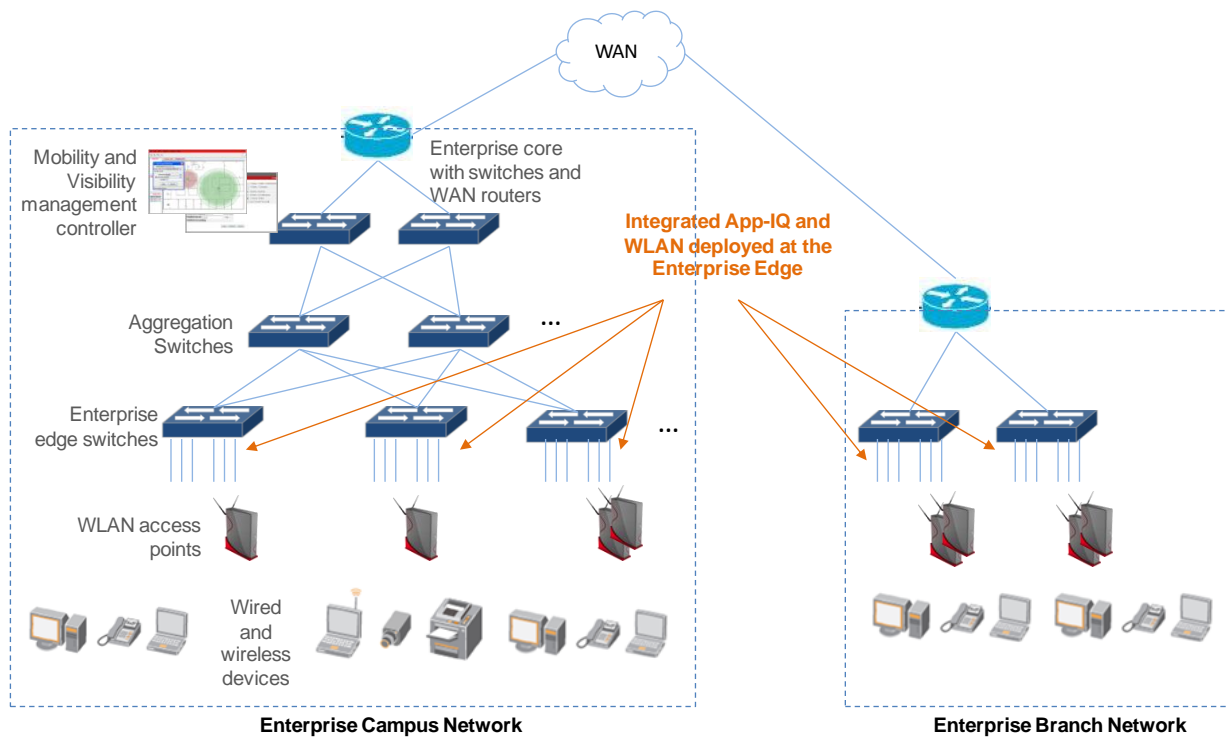 WAN
Mobility and
Visibility
management
controller
Enterprise core
with switches and
WAN routers
Integrated App-IQ and
WLAN deployed at the
Enterprise Edge
Aggregation
Switches
...
Enterprise
edge switches
...
WLAN access
points
Wired
and
wireless
devices
Enterprise Campus Network
Enterprise Branch Network